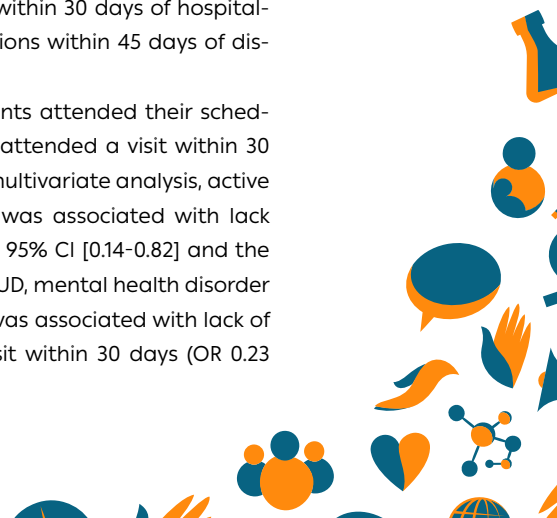 within 30 days of hospital-
ions within 45 days of dis-
nts attended their sched-
attended a visit within 30
nultivariate analysis, active
was associated with lack
95% CI [0.14-0.82] and the
UD, mental health disorder
was associated with lack of
sit within 30 days (OR 0.23